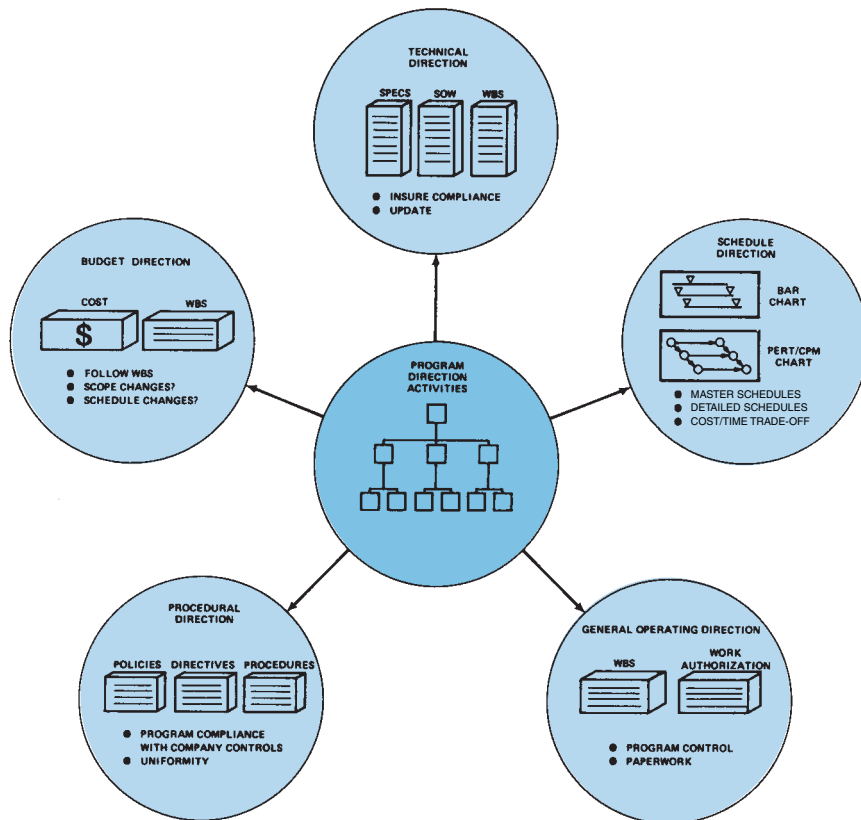 TECHNICAL
DIRECTION
SPECS SOW WBS
● INSURE COMPLIANCE
● UPDATE
BUDGET DIRECTION
COST WBS
$
● FOLLOW WBS
● SCOPE CHANGES?
● SCHEDULE CHANGES?
SCHEDULE
DIRECTION
BAR
CHART
PERT/CPM
CHART
● MASTER SCHEDULES
● DETAILED SCHEDULES
● COST/TIME TRADE-OFF
PROGRAM
DIRECTION
ACTIVITIES
PROCEDURAL
DIRECTION
POLICIES DIRECTIVES PROCEDURES
● PROGRAM COMPLIANCE
WITH COMPANY CONTROLS
● UNIFORMITY
GENERAL OPERATING DIRECTION
WBS
WORK
AUTHORIZATION
● PROGRAM CONTROL
● PAPERWORK